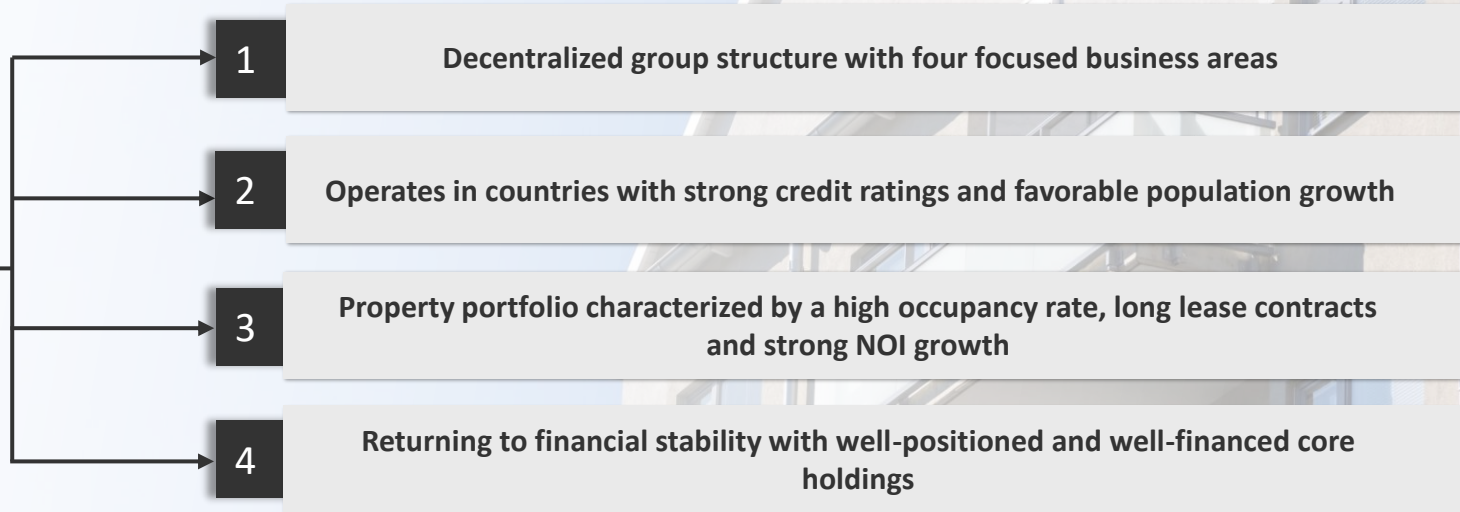 1
Decentralized group structure with four focused business areas
2
Operates in countries with strong credit ratings and favorable population growth
3
Property portfolio characterized by a high occupancy rate, long lease contracts
and strong NOI growth
4
Returning to financial stability with well-positioned and well-financed core
holdings